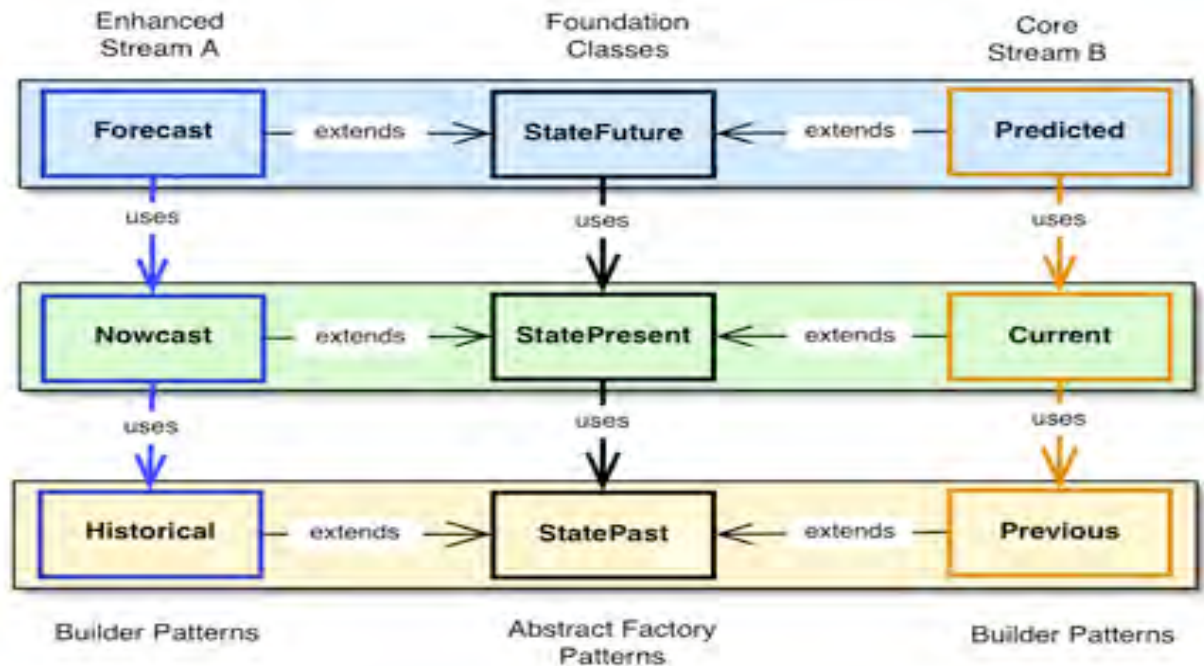 Enhanced
Stream A
Foundation
Classes
Core
Stream B
Forecast
extends
StateFuture
extends
Predicted
uses
uses
uses
Nowcast
extends
StatePresent
extends
Current
uses
uses
uses
Historical
extends
StatePast
extends
Previous
Builder Patterns
Abstract Factory
Patterns
Builder Patterns